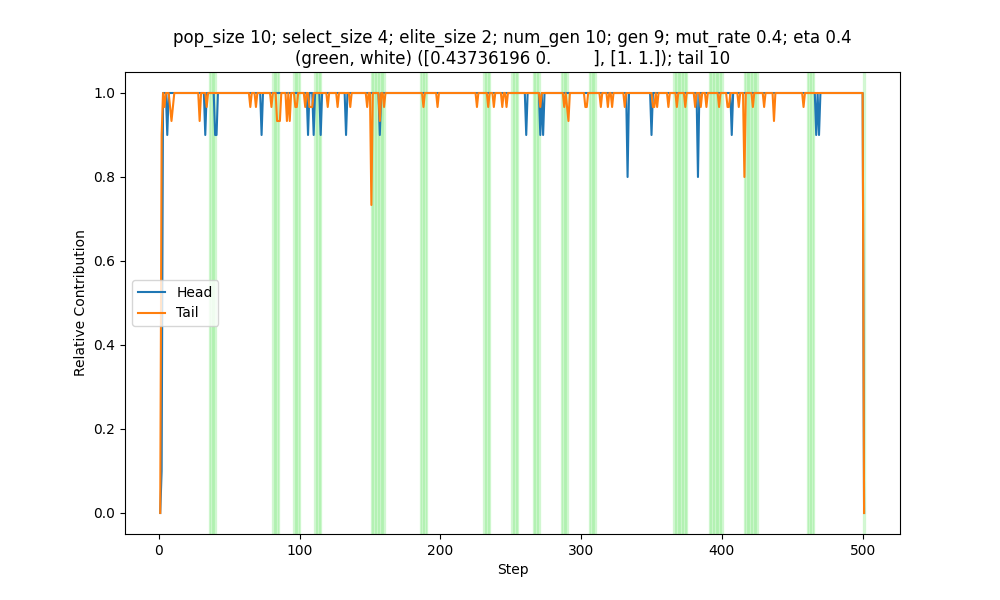 pop_size 10; select_size 4; elite_size 2; num_gen 10; gen 9; mut_rate 0.4; eta 0.4
(green, white) ([0.43736196 0.         ], [1. 1.]); tail 10
1.0
0.8
0.6
0.4
0.2
0.0
Relative Contribution
Head
Tail
0 100 200 300 400 500
Step